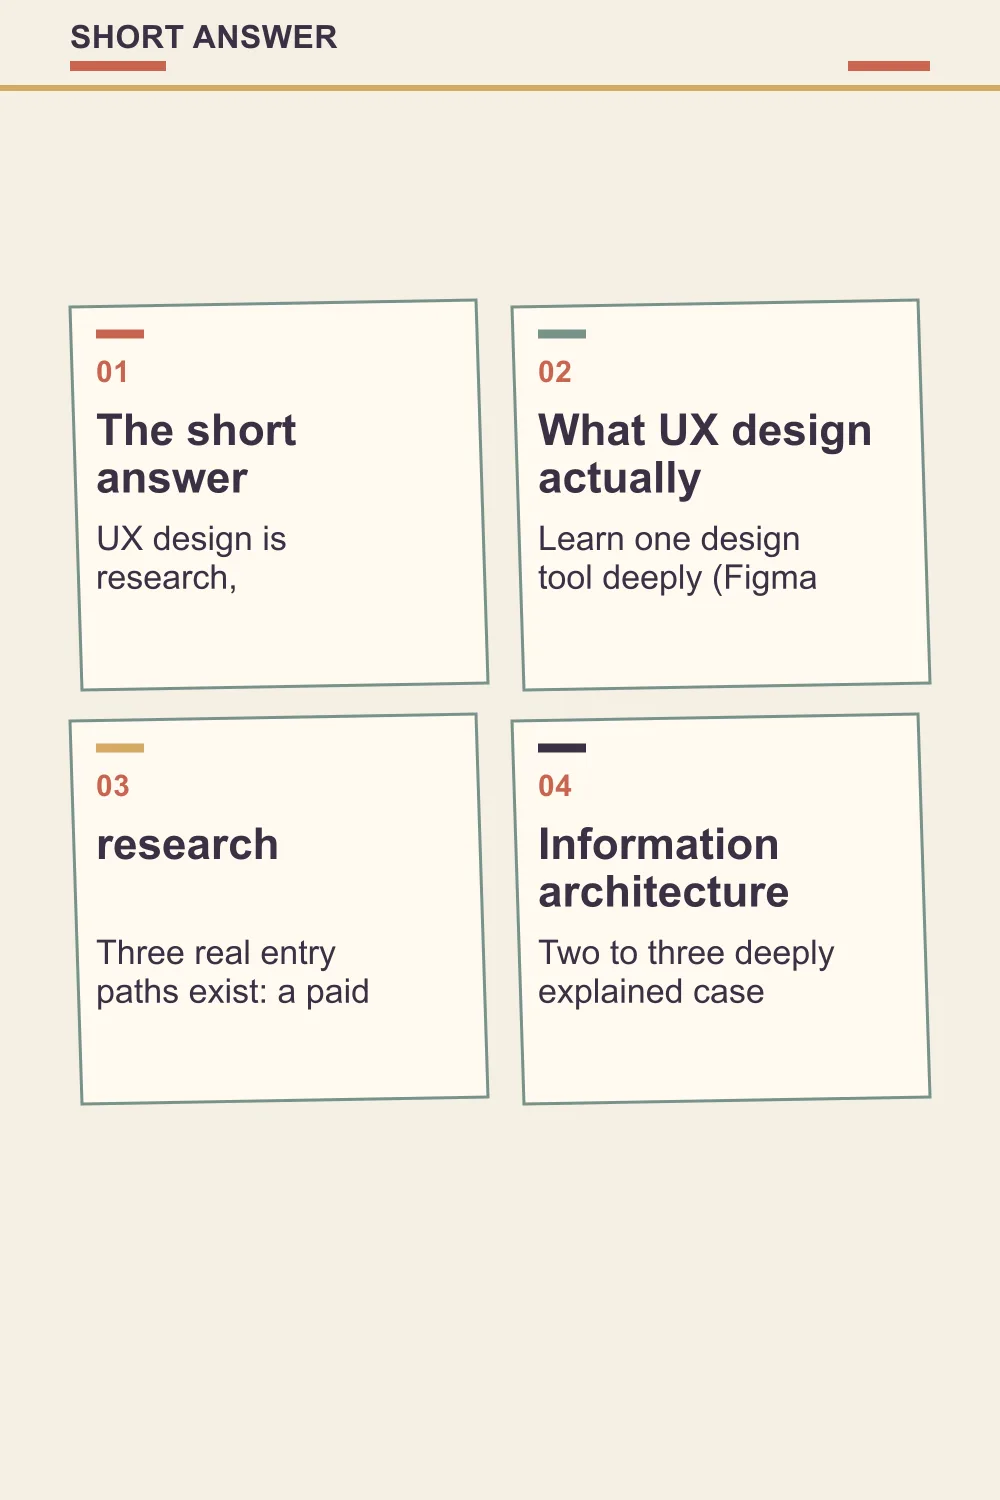 SHORT ANSWER
01
The short
answer
UX design is
research,
02
What UX design
actually
Learn one design
tool deeply (Figma
03
research
Three real entry
paths exist: a paid
04
Information
architecture
Two to three deeply
explained case